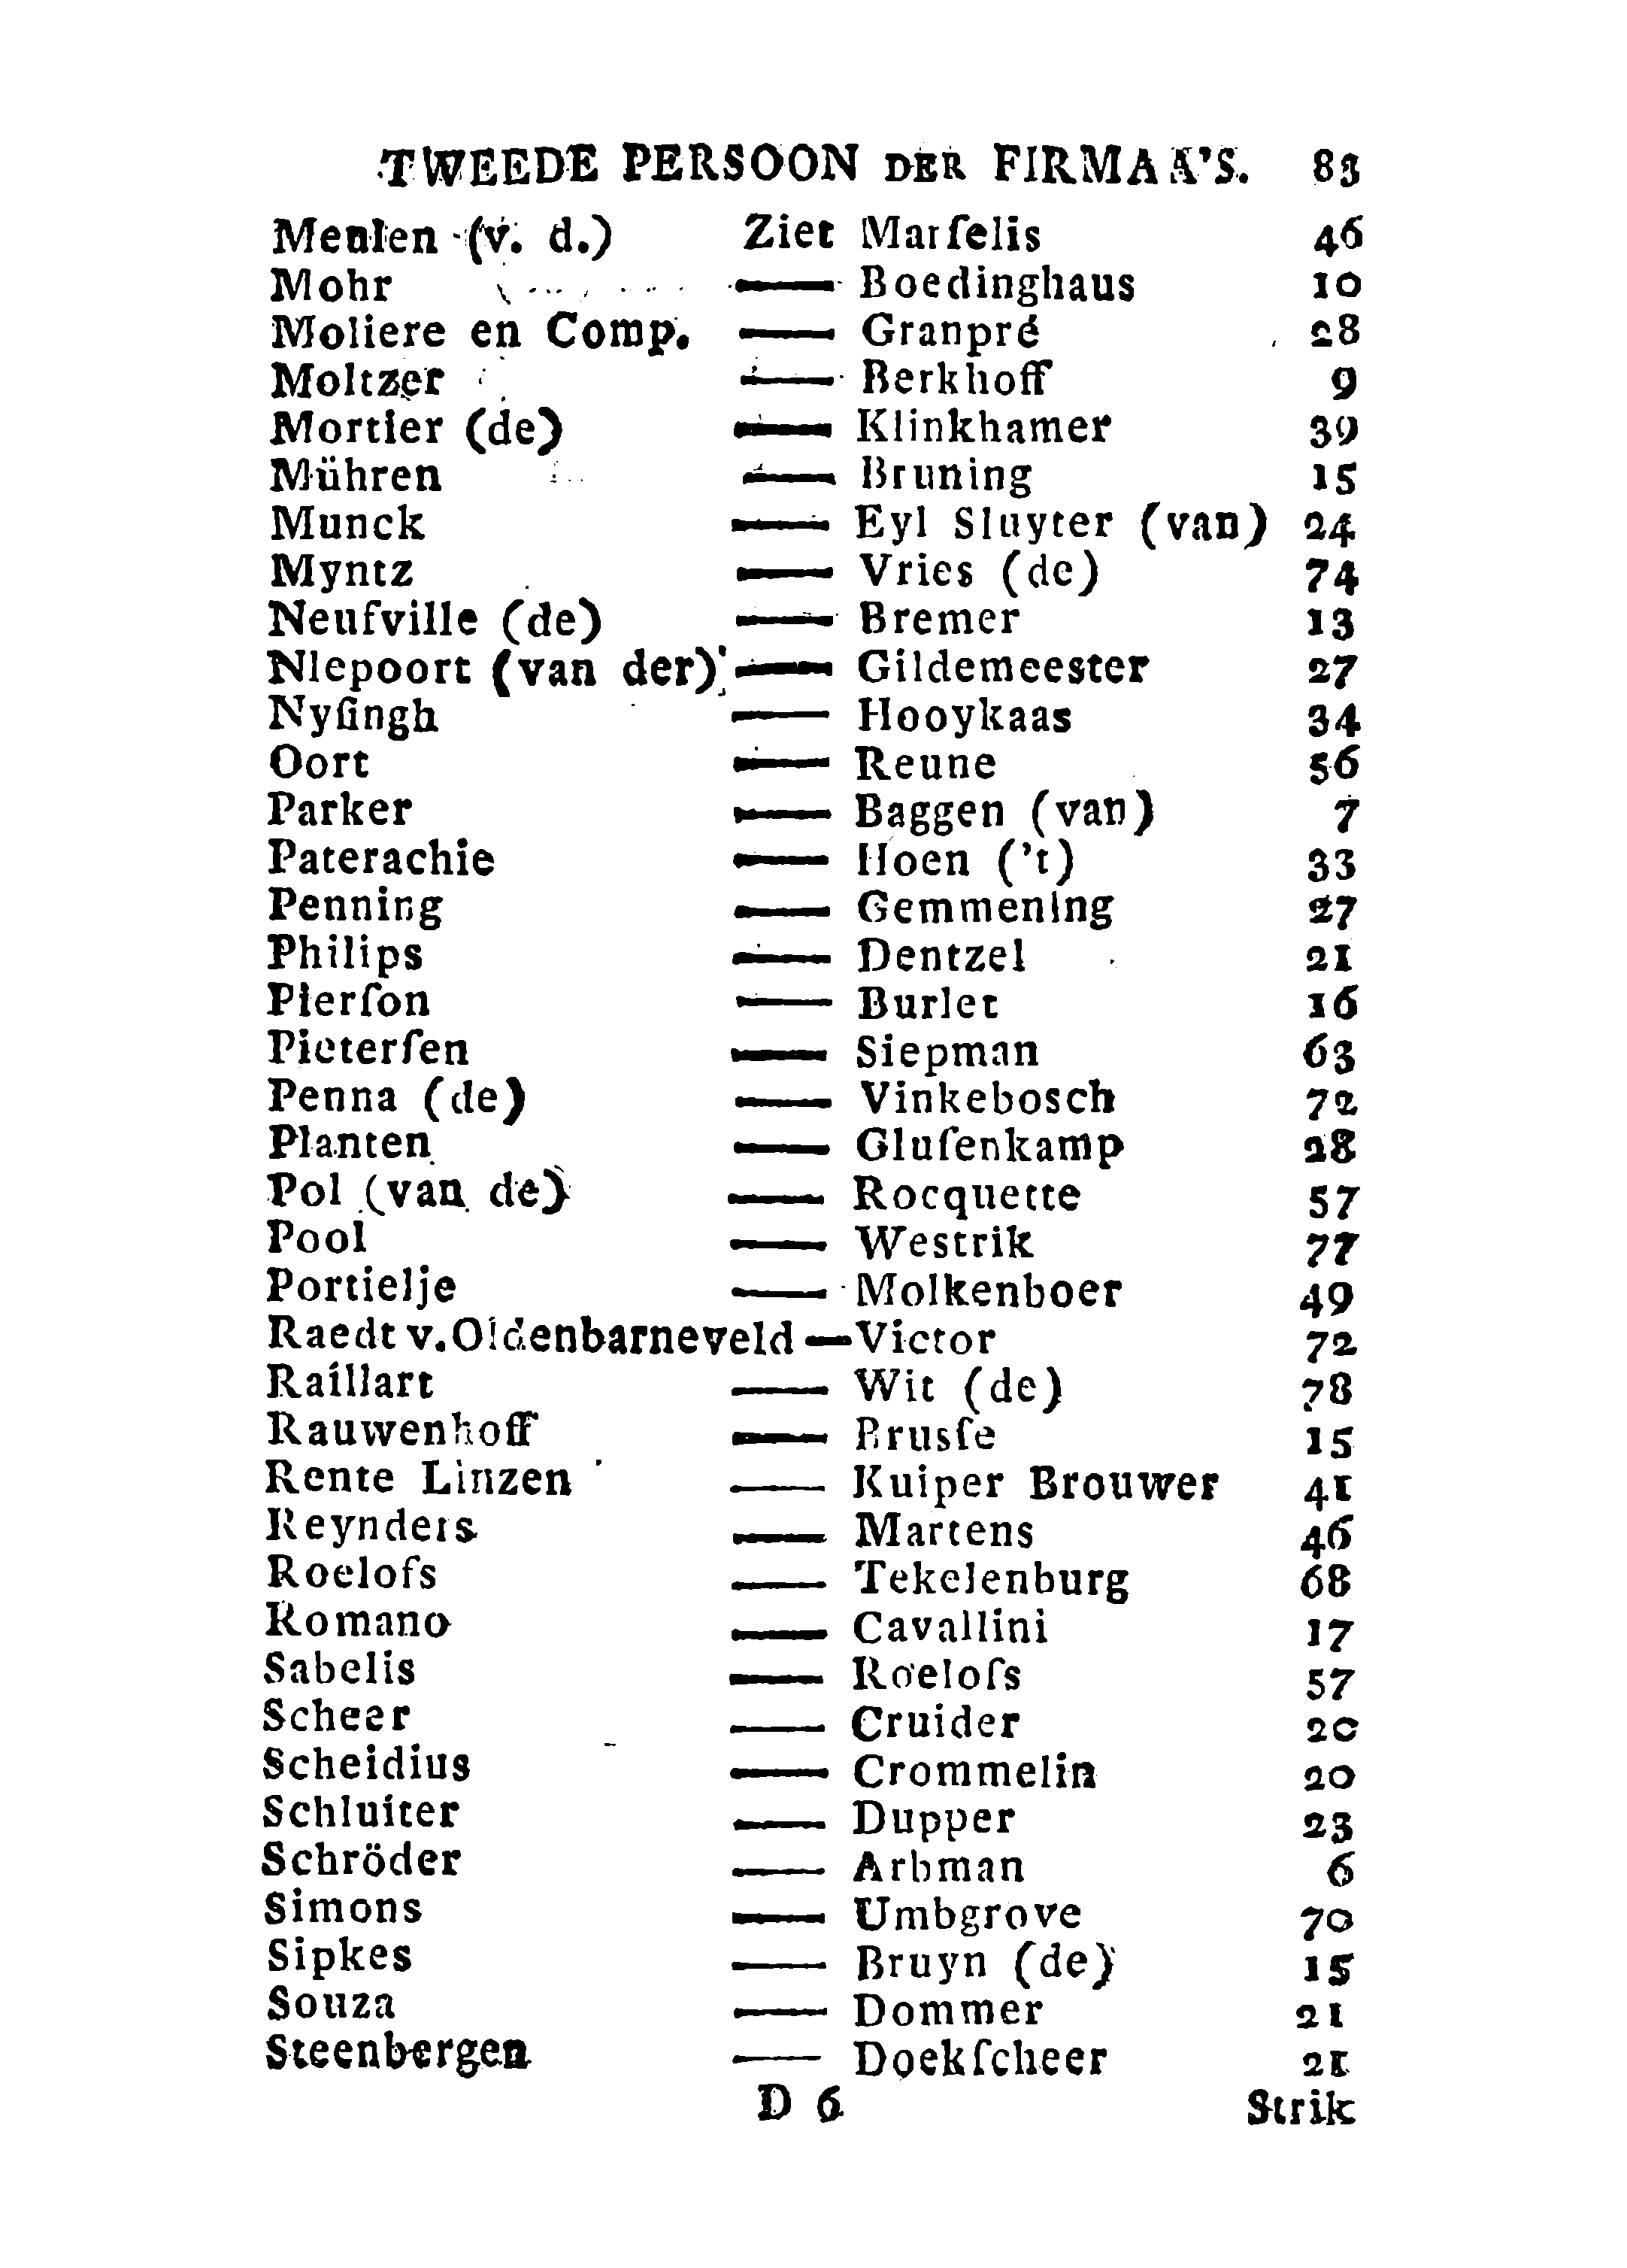 TWEEDE PERSOON DER FIRMAA'S. 83
Meulen (v. d.) Ziet Marſelis 46
Mohr — Boedinghaus 10
Moliere en Comp. — Granpré 28
Moltzer — Berkhoff 9
Mortier (de) — Klinkhamer 39
Mühren — Bruning 15
Munck — Eyl Sluyter (van) 24
Myntz — Vries (de) 74
Neufville (de) — Bremer 13
Niepoort (van der) — Gildemeester 27
Nyſingh — Hooykaas 34
Oort — Reune 56
Parker — Baggen (van) 7
Paterachie — Hoen ('t) 33
Penning — Gemmening 27
Philips — Dentzel 21
Pierſon — Burlet 16
Pieterſen — Siepman 63
Penna (de) — Vinkebosch 72
Planten — Gluſenkamp 28
Pol (van de) — Rocquette 57
Pool — Westrik 77
Portielje — Molkenboer 49
Raedt v. Oldenbarneveld — Victor 72
Raillart — Wit (de) 78
Rauwenhoff — Brusſe 15
Rente Linzen — Kuiper Brouwer 41
Reynders — Martens 46
Roelofs — Tekelenburg 68
Romano — Cavallini 17
Sabelis — Roelofs 57
Scheer — Cruider 20
Scheidius — Crommelin 20
Schluiter — Dupper 23
Schröder — Arbman 6
Simons — Umbgrove 70
Sipkes — Bruyn (de) 15
Souza — Dommer 21
Steenbergen — Doekſcheer 21
D 6 Strik